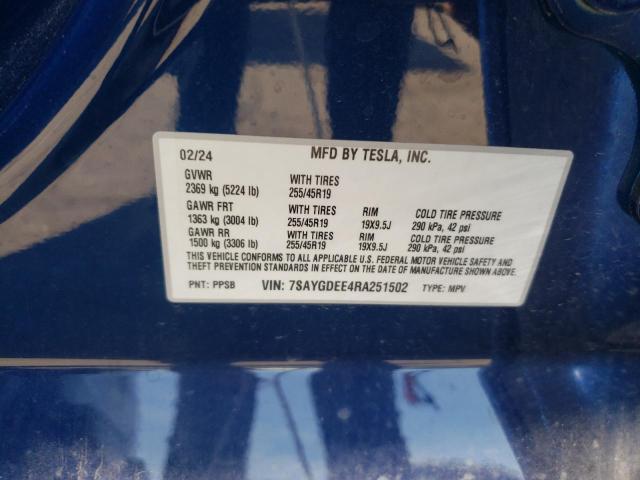 02/24 MFD BY TESLA, INC.
GVWR
2369 kg (5224 lb) WITH TIRES 255/45R19
GAWR FRT WITH TIRES RIM COLD TIRE PRESSURE
1363 kg (3004 lb) 255/45R19 19X9.5J 290 kPa, 42 psi
GAWR RR WITH TIRES RIM COLD TIRE PRESSURE
1500 kg (3306 lb) 255/45R19 19X9.5J 290 kPa, 42 psi
THIS VEHICLE CONFORMS TO ALL APPLICABLE U.S. FEDERAL MOTOR VEHICLE SAFETY AND
THEFT PREVENTION STANDARDS IN EFFECT ON THE DATE OF MANUFACTURE SHOWN ABOVE.
PNT: PPSB VIN: 7SAYGDEE4RA251502 TYPE: MPV